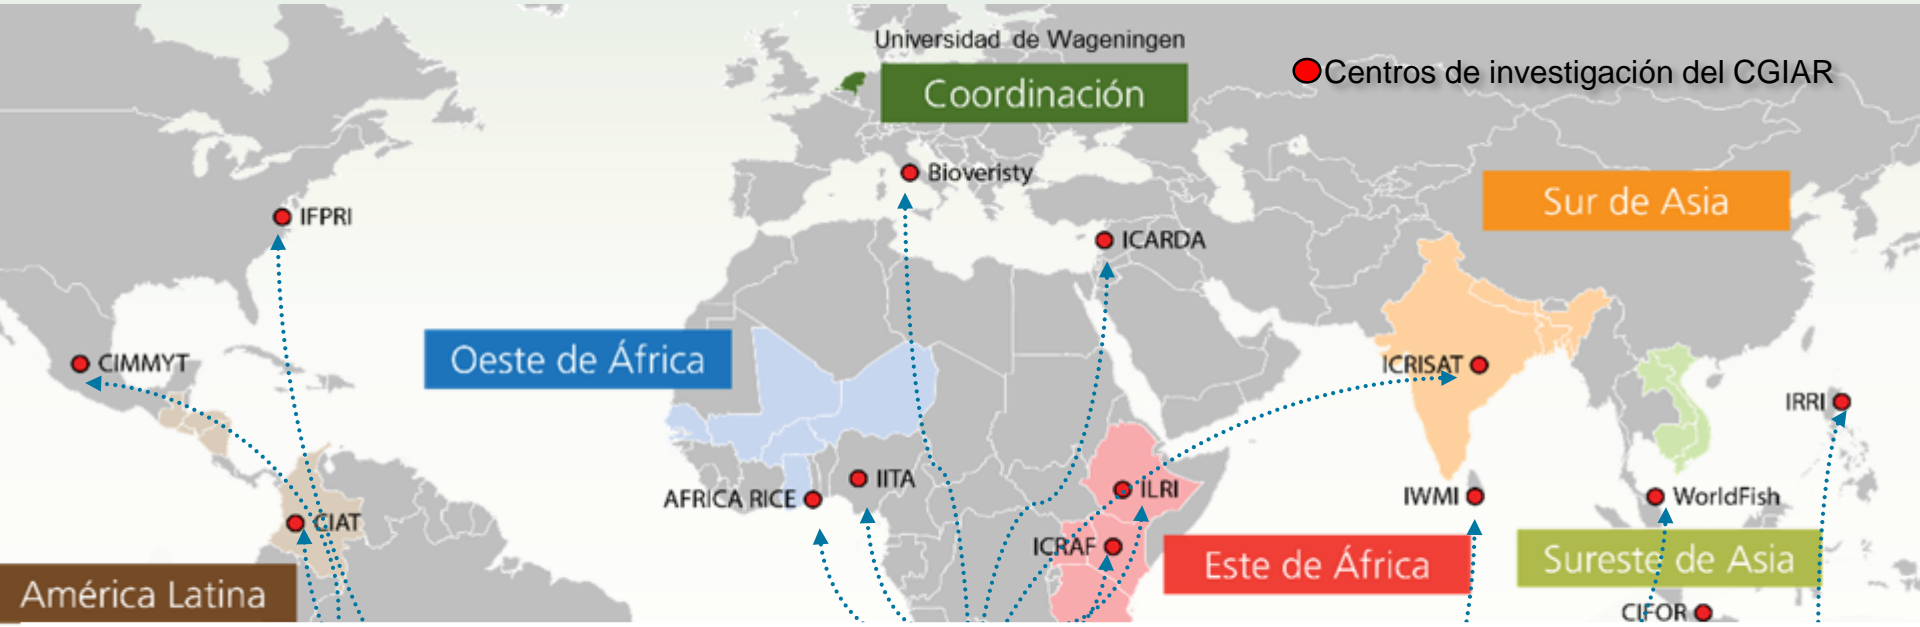 Universidad de Wageningen
Coordinación
Centros de investigación del CGIAR
Bioveristy
Sur de Asia
IFPRI
ICARDA
Oeste de África
CIMMYT
ICRISAT
IRRI
AFRICA RICE
IITA
ILRI
IWMI
WorldFish
CIAT
ICRAF
Este de África
Sureste de Asia
América Latina
CIFOR